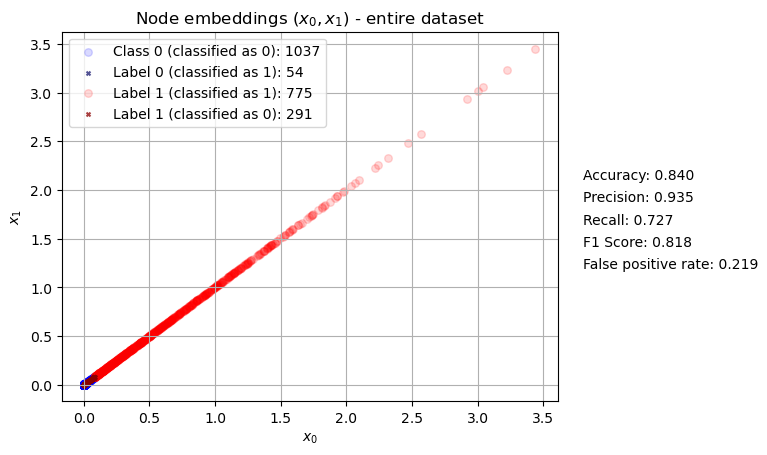 Node embeddings (x₀, x₁) - entire dataset
Class 0 (classified as 0): 1037
Label 0 (classified as 1): 54
Label 1 (classified as 1): 775
Label 1 (classified as 0): 291
3.5
3.0
2.5
2.0
1.5
1.0
0.5
0.0
x₁
0.0 0.5 1.0 1.5 2.0 2.5 3.0 3.5
x₀
Accuracy: 0.840
Precision: 0.935
Recall: 0.727
F1 Score: 0.818
False positive rate: 0.219